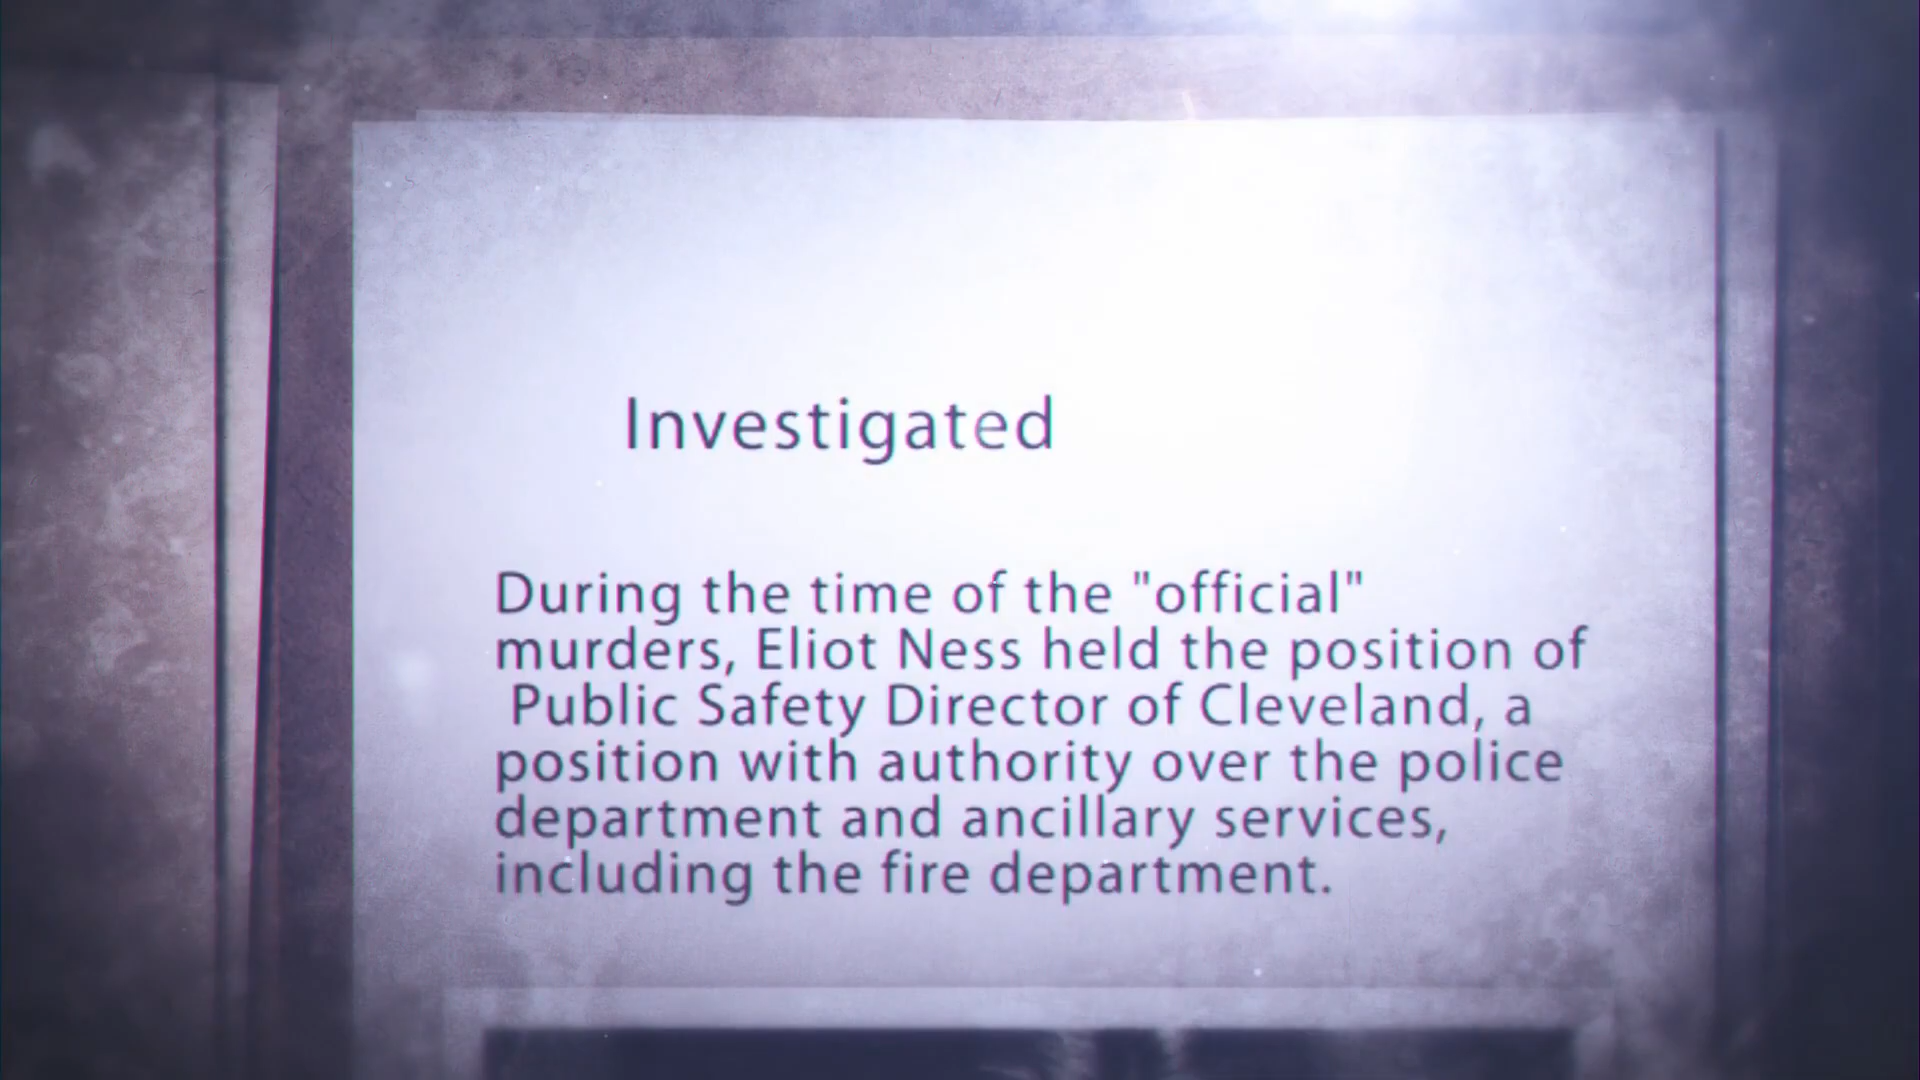 Investigated
During the time of the "official"
murders, Eliot Ness held the position of
Public Safety Director of Cleveland, a
position with authority over the police
department and ancillary services,
including the fire department.